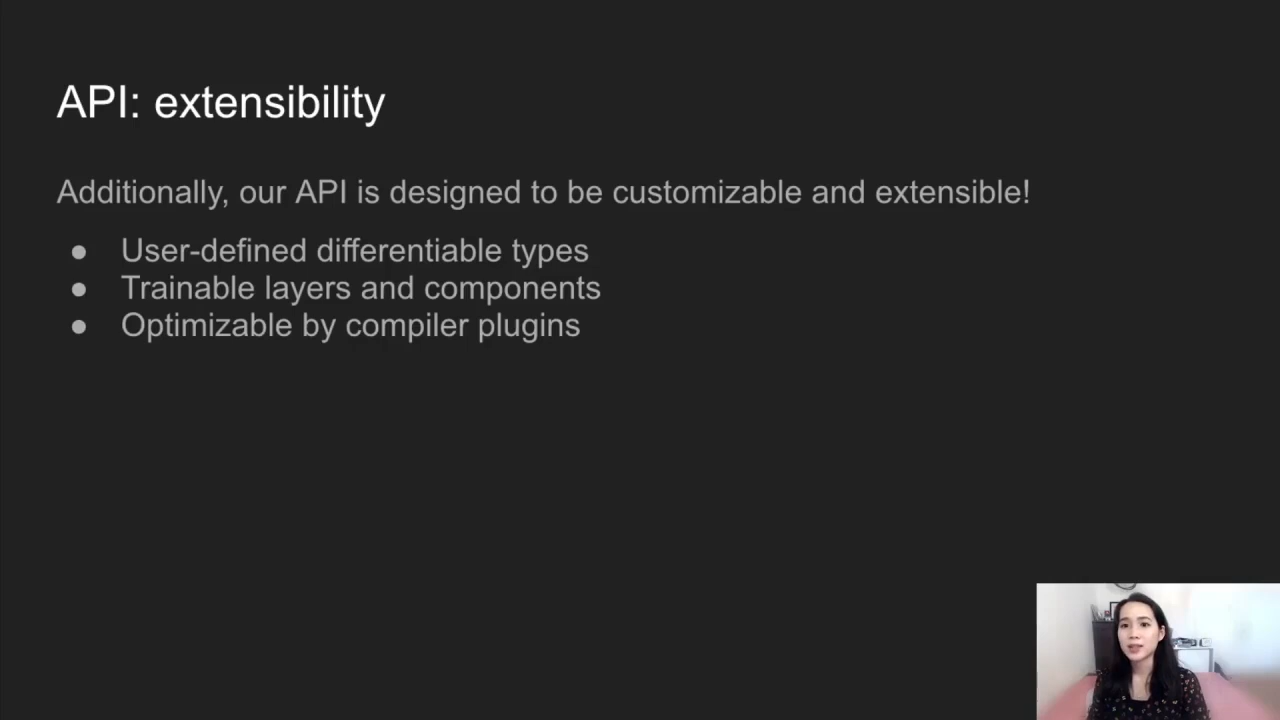 API: extensibility
Additionally, our API is designed to be customizable and extensible!
● User-defined differentiable types
● Trainable layers and components
● Optimizable by compiler plugins